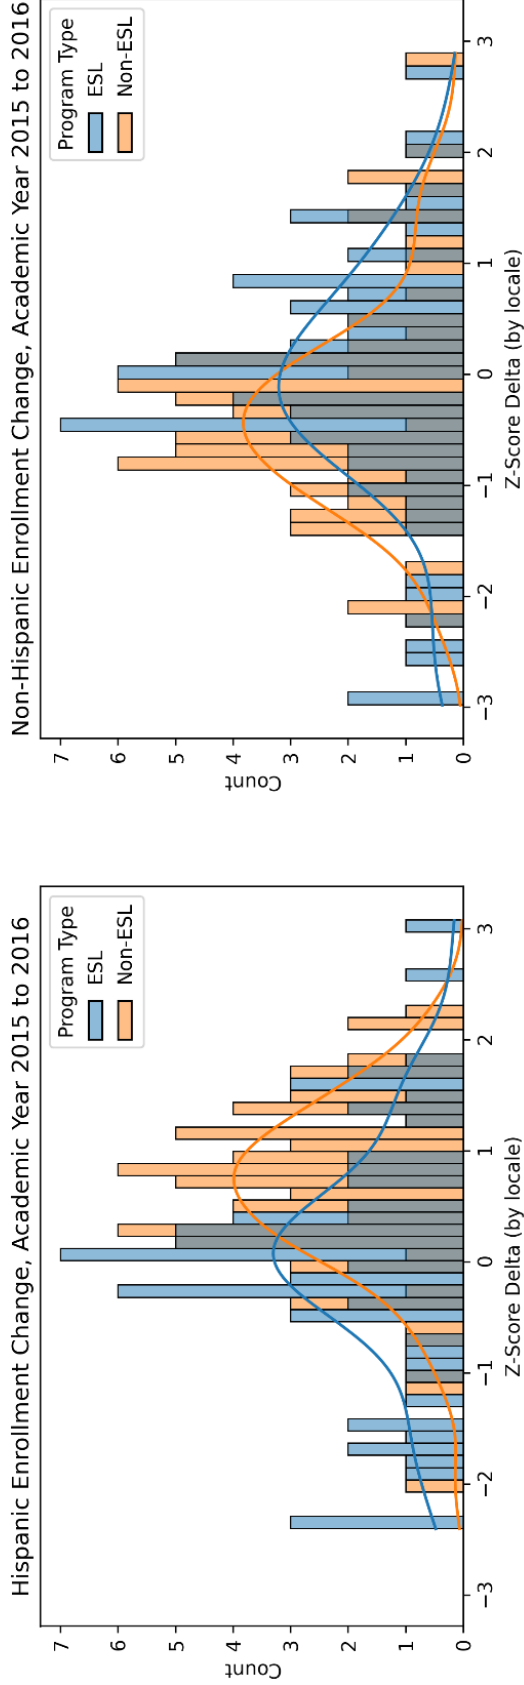 Hispanic Enrollment Change, Academic Year 2015 to 2016
Program Type
ESL
Non-ESL
Count
7
6
5
4
3
2
1
0
−3
−2
−1
0
1
2
3
Z-Score Delta (by locale)
Non-Hispanic Enrollment Change, Academic Year 2015 to 2016
Program Type
ESL
Non-ESL
Count
7
6
5
4
3
2
1
0
−3
−2
−1
0
1
2
3
Z-Score Delta (by locale)